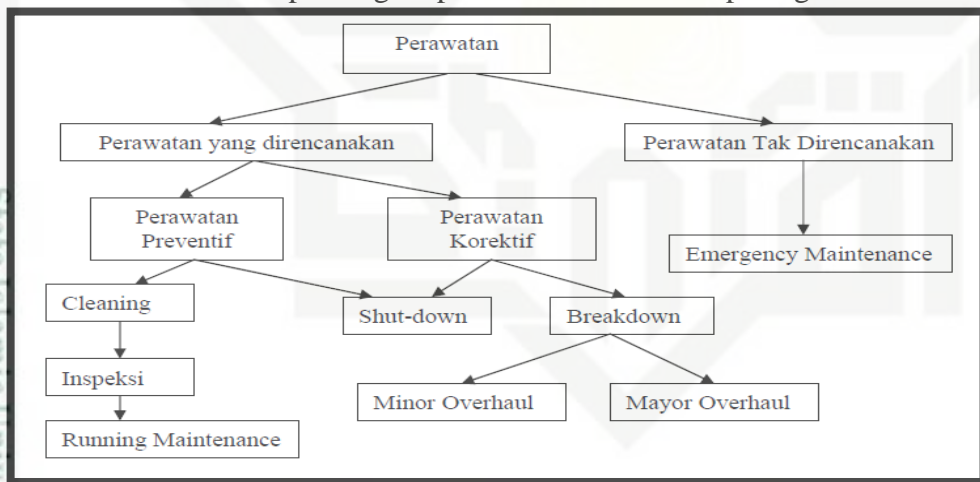 Perawatan
Perawatan yang direncanakan
Perawatan Tak Direncanakan
Perawatan
Preventif
Perawatan
Korektif
Emergency Maintenance
Cleaning
Shut-down
Breakdown
Inspeksi
Minor Overhaul
Mayor Overhaul
Running Maintenance